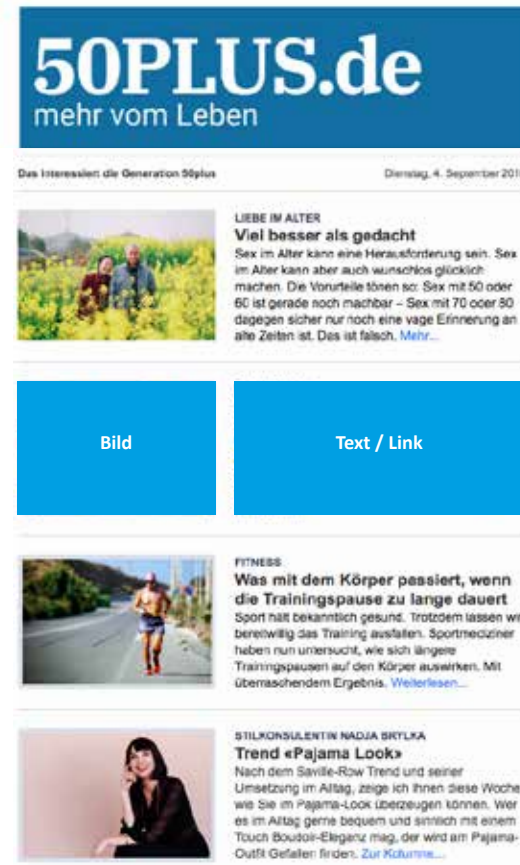 50PLUS.de
mehr vom Leben
Das Interessiert die Generation 50plus
Dienstag, 4. September 201
LIEBE IM ALTER
Viel besser als gedacht
Sex im Alter kann eine Herausforderung sein. Sex
im Alter kann aber auch wunschlos glücklich
machen. Die Vorurteile tönen so: Sex mit 50 oder
60 ist gerade noch machbar – Sex mit 70 oder 80
dagegen sicher nur noch eine vage Erinnerung an
alte Zeiten ist. Das ist falsch. Mehr...
Bild
Text / Link
FITNESS
Was mit dem Körper passiert, wenn
die Trainingspause zu lange dauert
Sport hält bekanntlich gesund. Trotzdem lassen wir
bereitwillig das Training ausfallen. Sportmediziner
haben nun untersucht, wie sich längere
Trainingspausen auf den Körper auswirken. Mit
überraschendem Ergebnis. Weiterlesen...
STILKONSULENTIN NADJA BRYLKA
Trend «Pajama Look»
Nach dem Saville-Row Trend und seiner
Umsetzung im Alltag, zeige ich Ihnen diese Woche
wie Sie im Pajama-Look überzeugen können. Wer
es im Alltag gerne bequem und sinnlich mit einem
Touch Boudoir-Eleganz mag, der wird am Pajama-
Outfit Gefallen finden. Zur Kolumne...